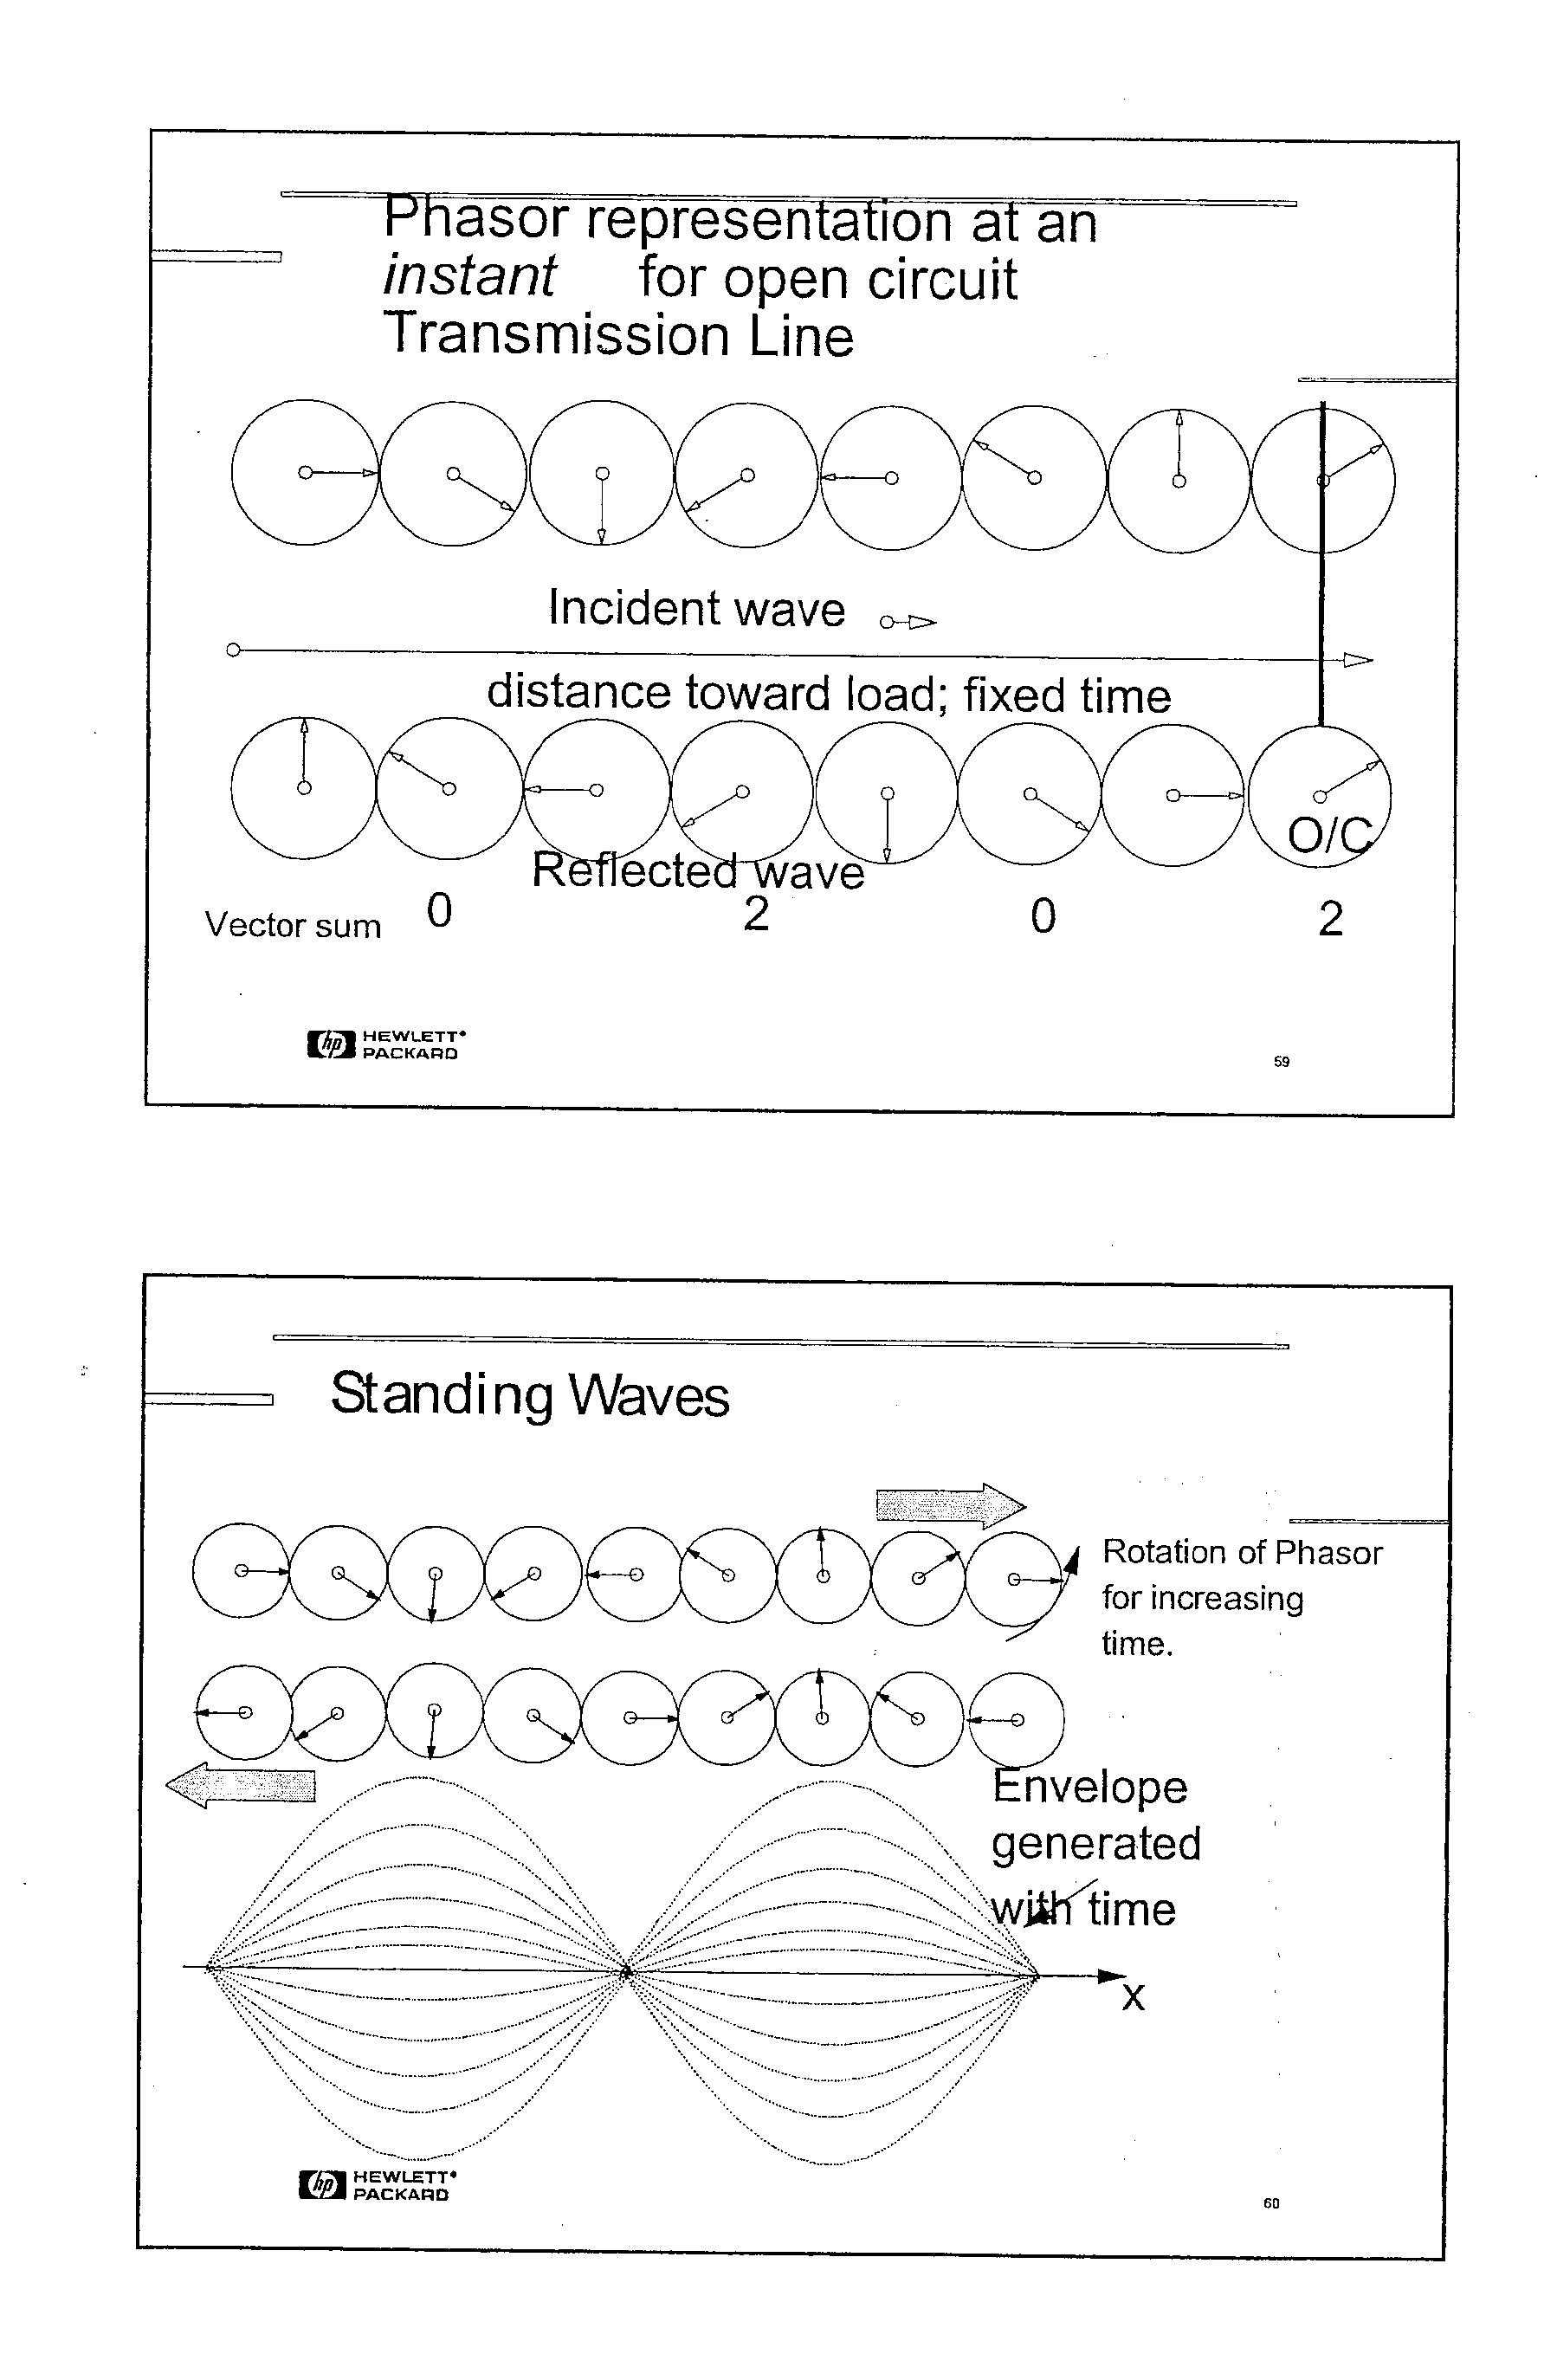 Phasor representation at an
instant for open circuit
Transmission Line
Incident wave
distance toward load; fixed time
O/C
Reflected wave
Vector sum 0 2 0 2
hp HEWLETT
PACKARD
59
Standing Waves
Rotation of Phasor
for increasing
time.
Envelope
generated
with time
x
hp HEWLETT
PACKARD
60